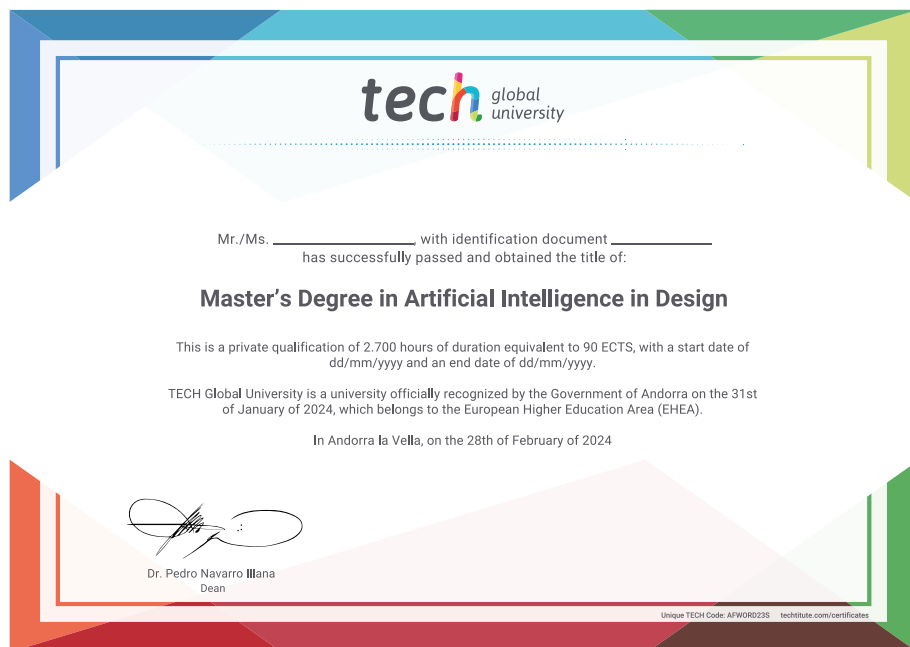 tech global
university
Mr./Ms. ______________, with identification document __________
has successfully passed and obtained the title of:
Master's Degree in Artificial Intelligence in Design
This is a private qualification of 2.700 hours of duration equivalent to 90 ECTS, with a start date of
dd/mm/yyyy and an end date of dd/mm/yyyy.
TECH Global University is a university officially recognized by the Government of Andorra on the 31st
of January of 2024, which belongs to the European Higher Education Area (EHEA).
In Andorra la Vella, on the 28th of February of 2024
Dr. Pedro Navarro Illana
Dean
Unique TECH Code: AFWORD23S techtitute.com/certificates